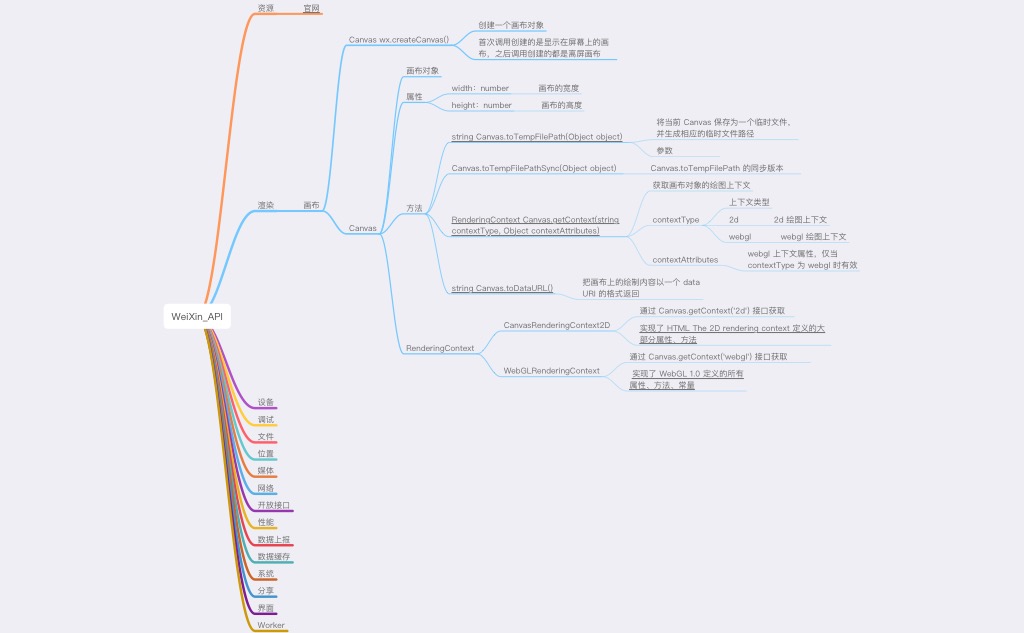 资源
官网
Canvas wx.createCanvas()
创建一个画布对象
首次调用创建的是显示在屏幕上的画
布，之后调用创建的都是离屏画布
画布对象
属性
width：number
画布的宽度
height：number
画布的高度
string Canvas.toTempFilePath(Object object)
将当前 Canvas 保存为一个临时文件，
并生成相应的临时文件路径
参数
Canvas.toTempFilePathSync(Object object)
Canvas.toTempFilePath 的同步版本
渲染
画布
Canvas
方法
RenderingContext Canvas.getContext(string
contextType, Object contextAttributes)
获取画布对象的绘图上下文
contextType
上下文类型
2d
2d 绘图上下文
webgl
webgl 绘图上下文
contextAttributes
webgl 上下文属性，仅当
contextType 为 webgl 时有效
string Canvas.toDataURL()
把画布上的绘制内容以一个 data
URI 的格式返回
RenderingContext
CanvasRenderingContext2D
通过 Canvas.getContext('2d') 接口获取
实现了 HTML The 2D rendering context 定义的大
部分属性、方法
WebGLRenderingContext
通过 Canvas.getContext('webgl') 接口获取
实现了 WebGL 1.0 定义的所有
属性、方法、常量
WeiXin_API
设备
调试
文件
位置
媒体
网络
开放接口
性能
数据上报
数据缓存
系统
分享
界面
Worker